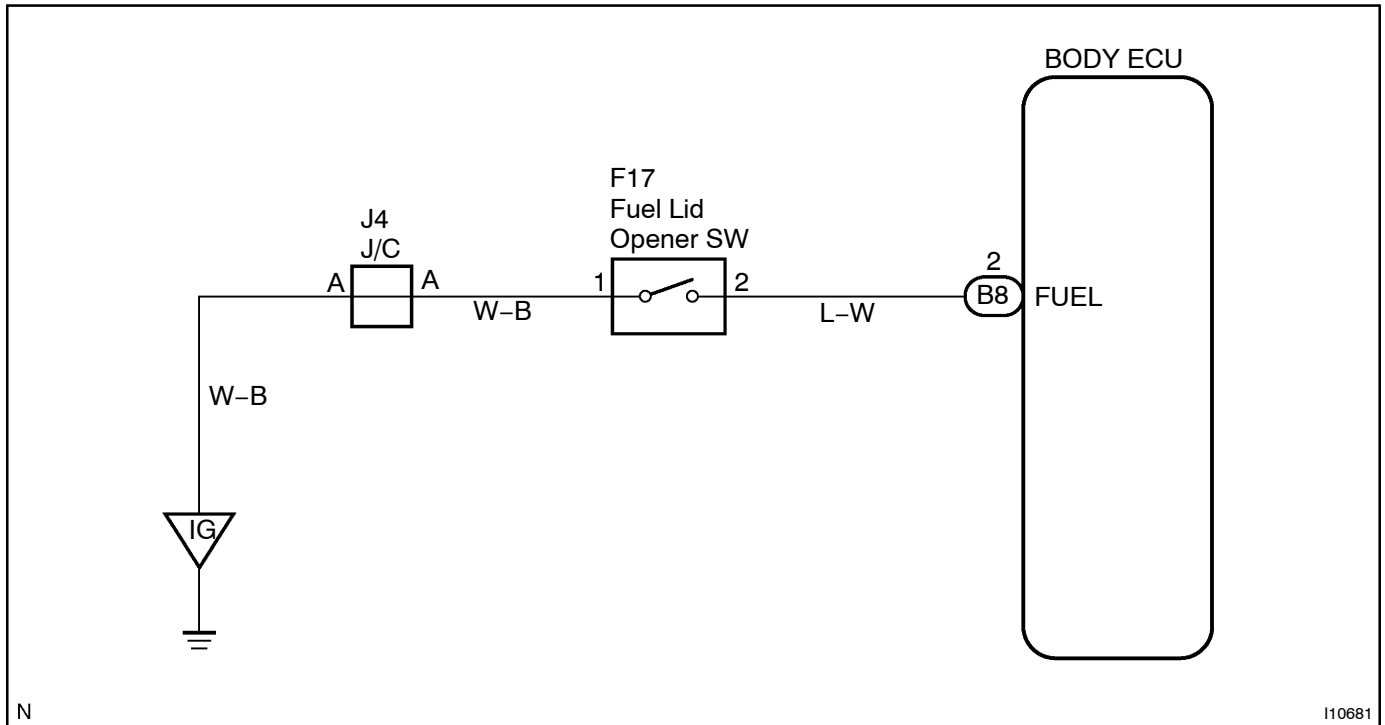 BODY ECU
F17
Fuel Lid
Opener SW
J4
J/C
A
A
W−B
1
2
L−W
2
B8
FUEL
W−B
IG
N
I10681